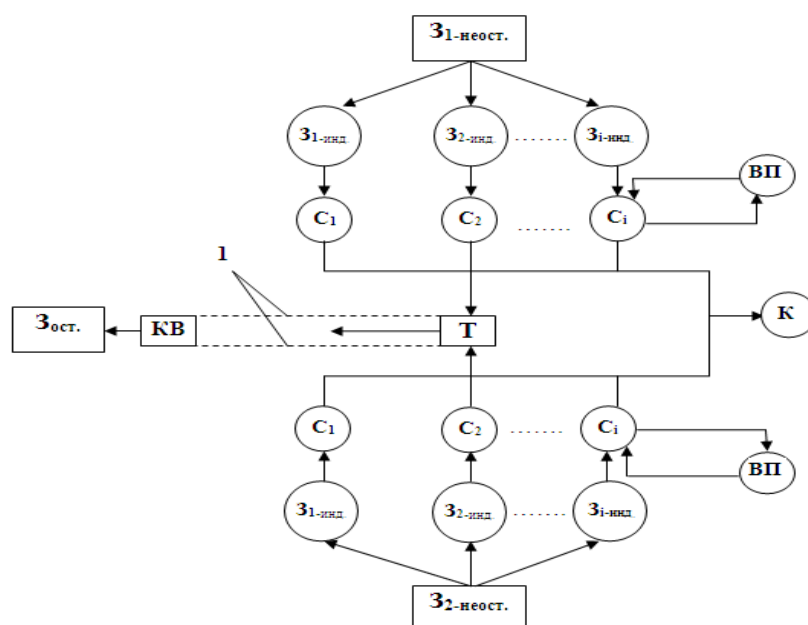 З1-неост.
З1-инд. З2-инд. ....... Зi-инд.
ВП
С1 С2 ...... Сi
1
Зост. КВ Т К
С1 С2 ...... Сi
ВП
З1-инд. З2-инд. ....... Зi-инд.
З2-неост.